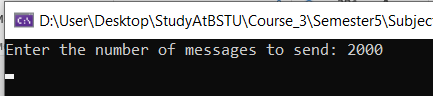 D:\User\Desktop\StudyAtBSTU\Course_3\Semester5\Subjec
Enter the number of messages to send: 2000